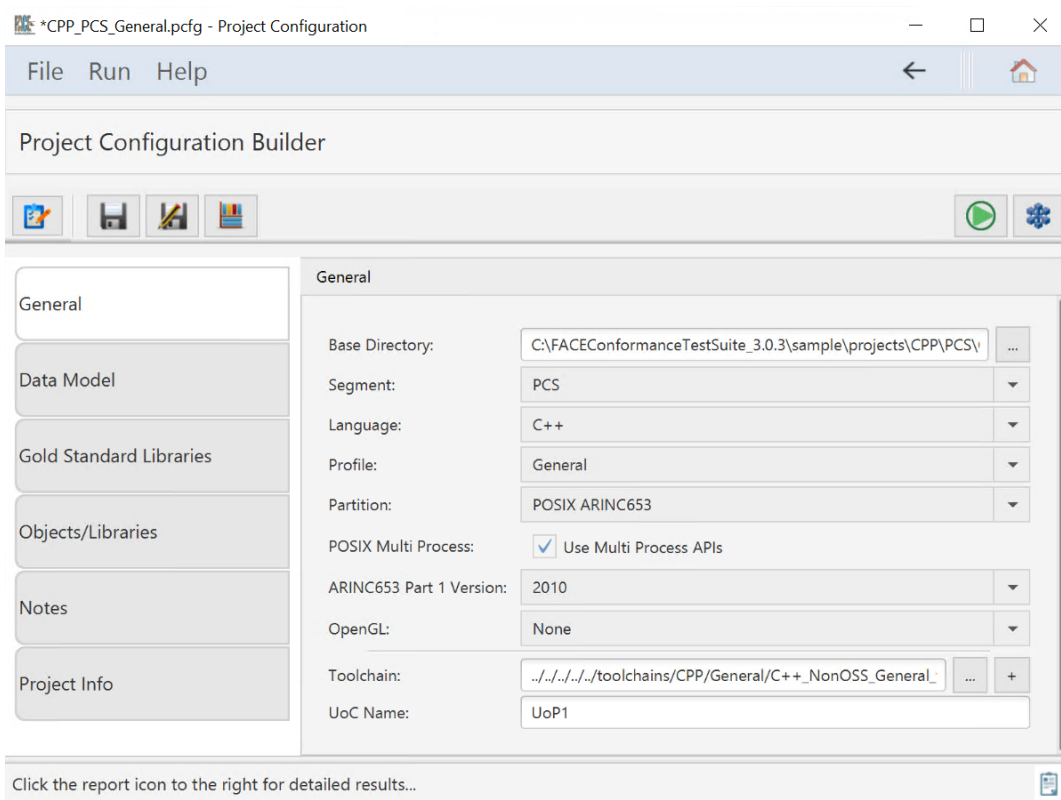 *CPP_PCS_General.pcfg - Project Configuration
File Run Help
Project Configuration Builder
General
Data Model
Gold Standard Libraries
Objects/Libraries
Notes
Project Info
General
Base Directory: C:\FACEConformanceTestSuite_3.0.3\sample\projects\CPP\PCS\ ...
Segment: PCS
Language: C++
Profile: General
Partition: POSIX ARINC653
POSIX Multi Process: Use Multi Process APIs
ARINC653 Part 1 Version: 2010
OpenGL: None
Toolchain: ../../../../../toolchains/CPP/General/C++_NonOSS_General_ ... +
UoC Name: UoP1
Click the report icon to the right for detailed results...